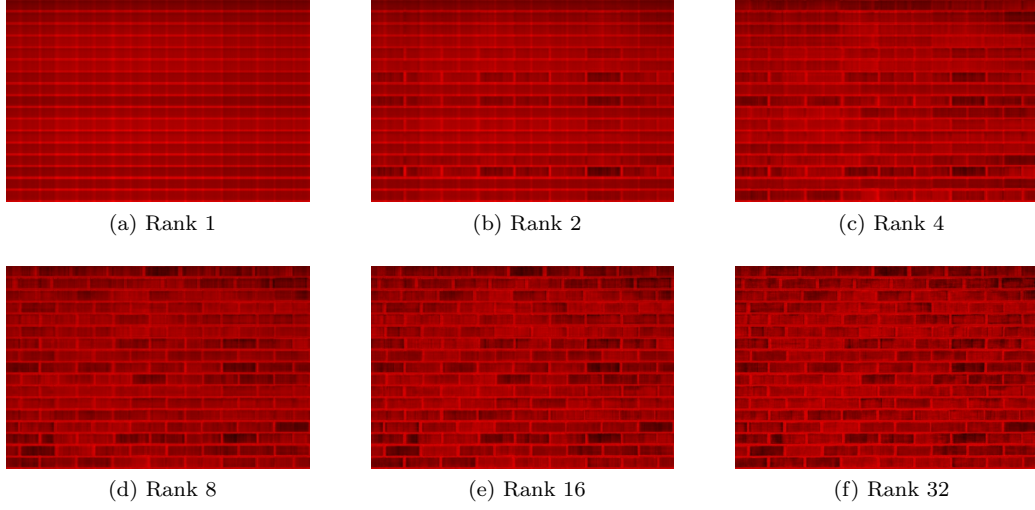 (a) Rank 1
(b) Rank 2
(c) Rank 4
(d) Rank 8
(e) Rank 16
(f) Rank 32